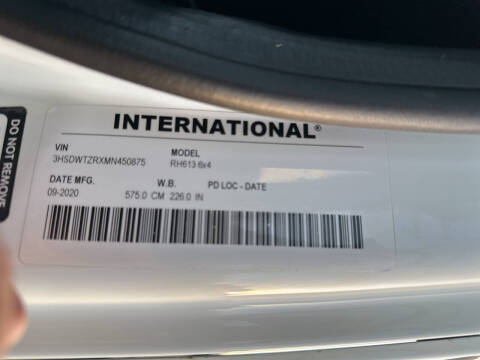 INTERNATIONAL®
VIN MODEL
3HSDWTZRXMN450875 RH613 6x4
DATE MFG. W.B. PD LOC - DATE
09-2020 575.0 CM 226.0 IN
DO NOT REMOVE